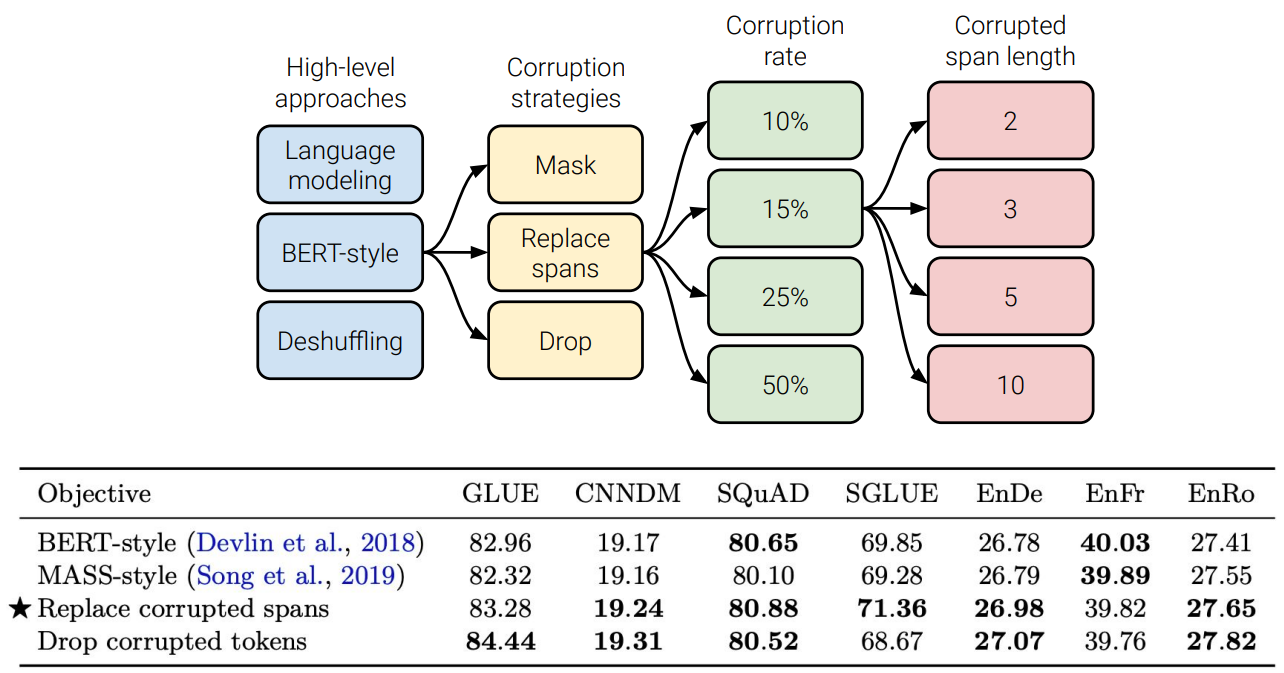 High-level
approaches
Language
modeling
BERT-style
Deshuffling
Corruption
strategies
Mask
Replace
spans
Drop
Corruption
rate
10%
15%
25%
50%
Corrupted
span length
2
3
5
10
Objective GLUE CNNDM SQuAD SGLUE EnDe EnFr EnRo
BERT-style (Devlin et al., 2018) 82.96 19.17 80.65 69.85 26.78 40.03 27.41
MASS-style (Song et al., 2019) 82.32 19.16 80.10 69.28 26.79 39.89 27.55
★ Replace corrupted spans 83.28 19.24 80.88 71.36 26.98 39.82 27.65
Drop corrupted tokens 84.44 19.31 80.52 68.67 27.07 39.76 27.82